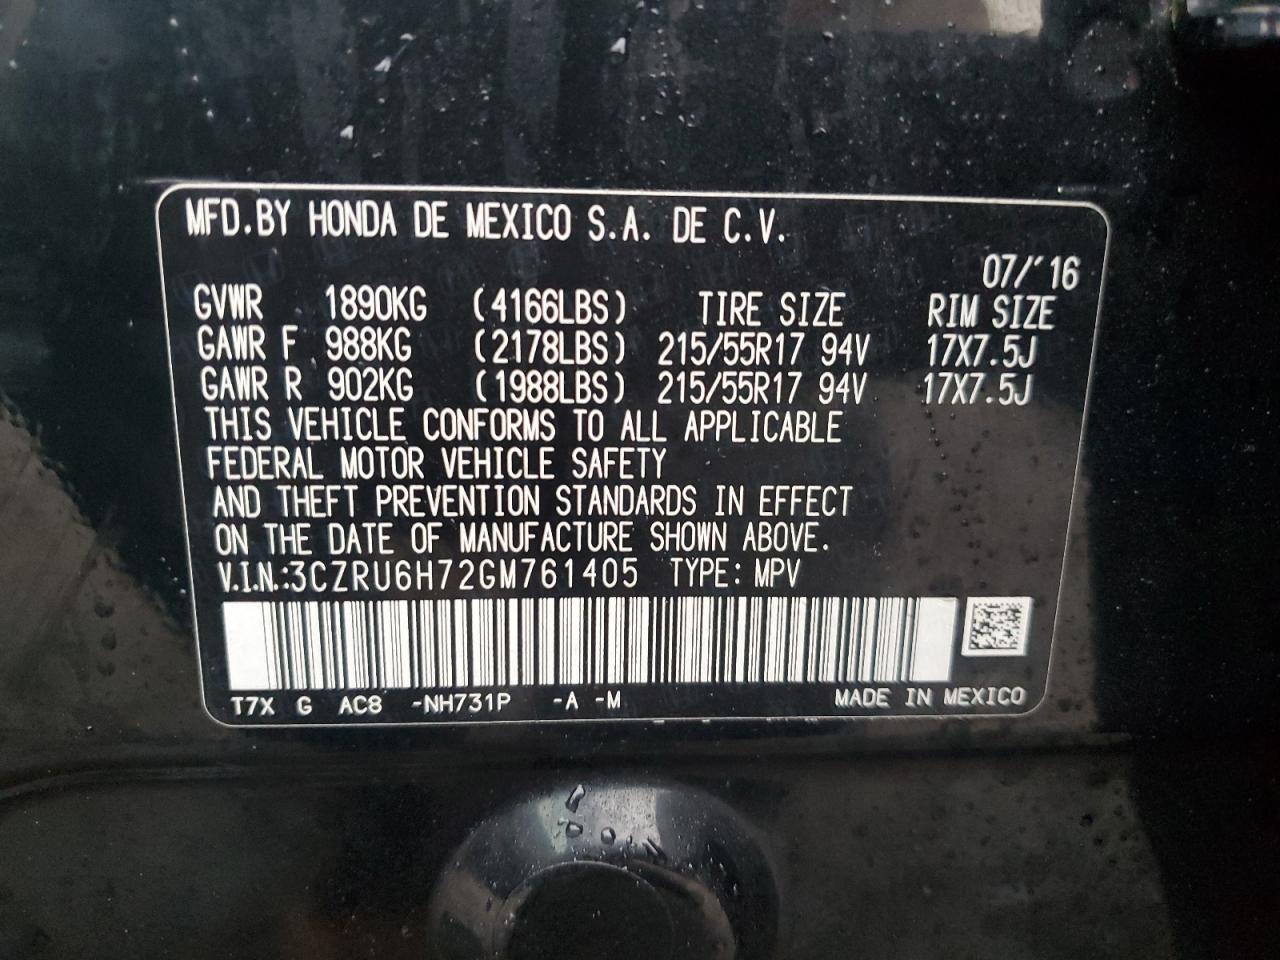 MFD.BY HONDA DE MEXICO S.A. DE C.V.
07/'16
GVWR 1890KG (4166LBS) TIRE SIZE RIM SIZE
GAWR F 988KG (2178LBS) 215/55R17 94V 17X7.5J
GAWR R 902KG (1988LBS) 215/55R17 94V 17X7.5J
THIS VEHICLE CONFORMS TO ALL APPLICABLE
FEDERAL MOTOR VEHICLE SAFETY
AND THEFT PREVENTION STANDARDS IN EFFECT
ON THE DATE OF MANUFACTURE SHOWN ABOVE.
V.I.N.:3CZRU6H72GM761405 TYPE: MPV
T7X G AC8 -NH731P -A -M MADE IN MEXICO